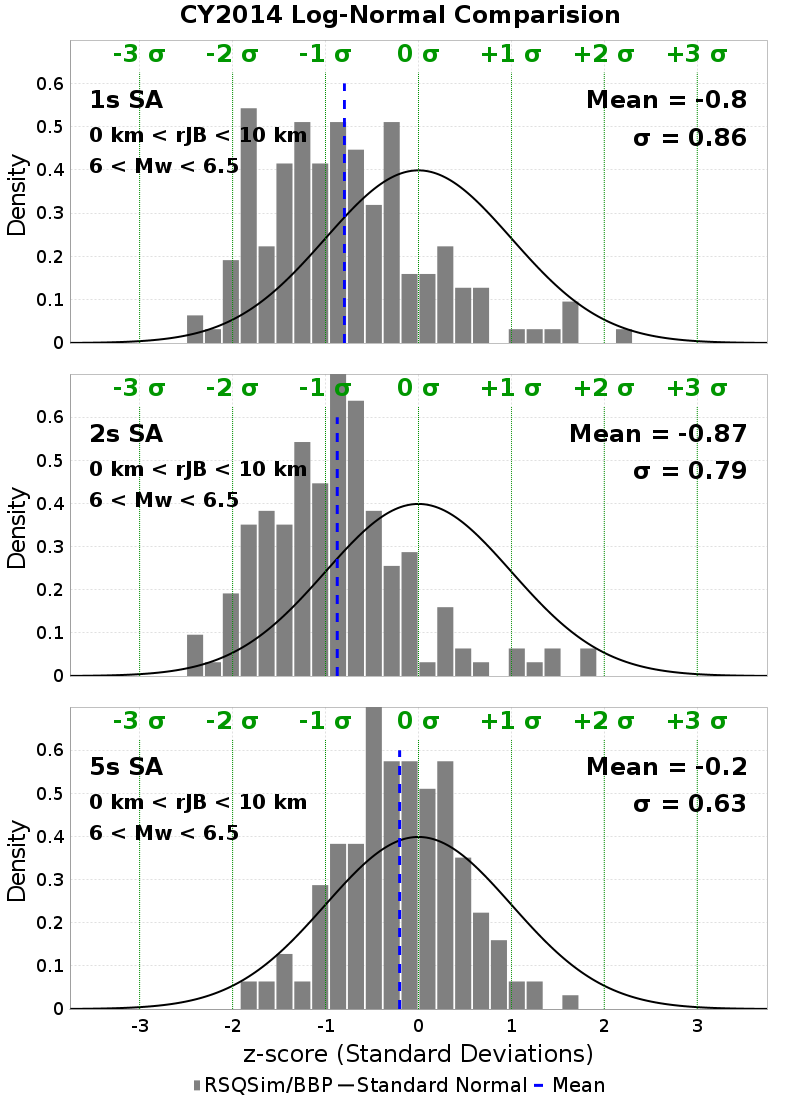 CY2014 Log-Normal Comparision
-3 σ -2 σ -1 σ 0 σ +1 σ +2 σ +3 σ
1s SA
0 km < rJB < 10 km
6 < Mw < 6.5
Mean = -0.8
σ = 0.86
0.6
0.5
0.4
0.3
0.2
0.1
0
Density
-3 σ -2 σ -1 σ 0 σ +1 σ +2 σ +3 σ
2s SA
0 km < rJB < 10 km
6 < Mw < 6.5
Mean = -0.87
σ = 0.79
0.6
0.5
0.4
0.3
0.2
0.1
0
Density
-3 σ -2 σ -1 σ 0 σ +1 σ +2 σ +3 σ
5s SA
0 km < rJB < 10 km
6 < Mw < 6.5
Mean = -0.2
σ = 0.63
0.6
0.5
0.4
0.3
0.2
0.1
0
Density
-3 -2 -1 0 1 2 3
z-score (Standard Deviations)
RSQSim/BBP Standard Normal Mean